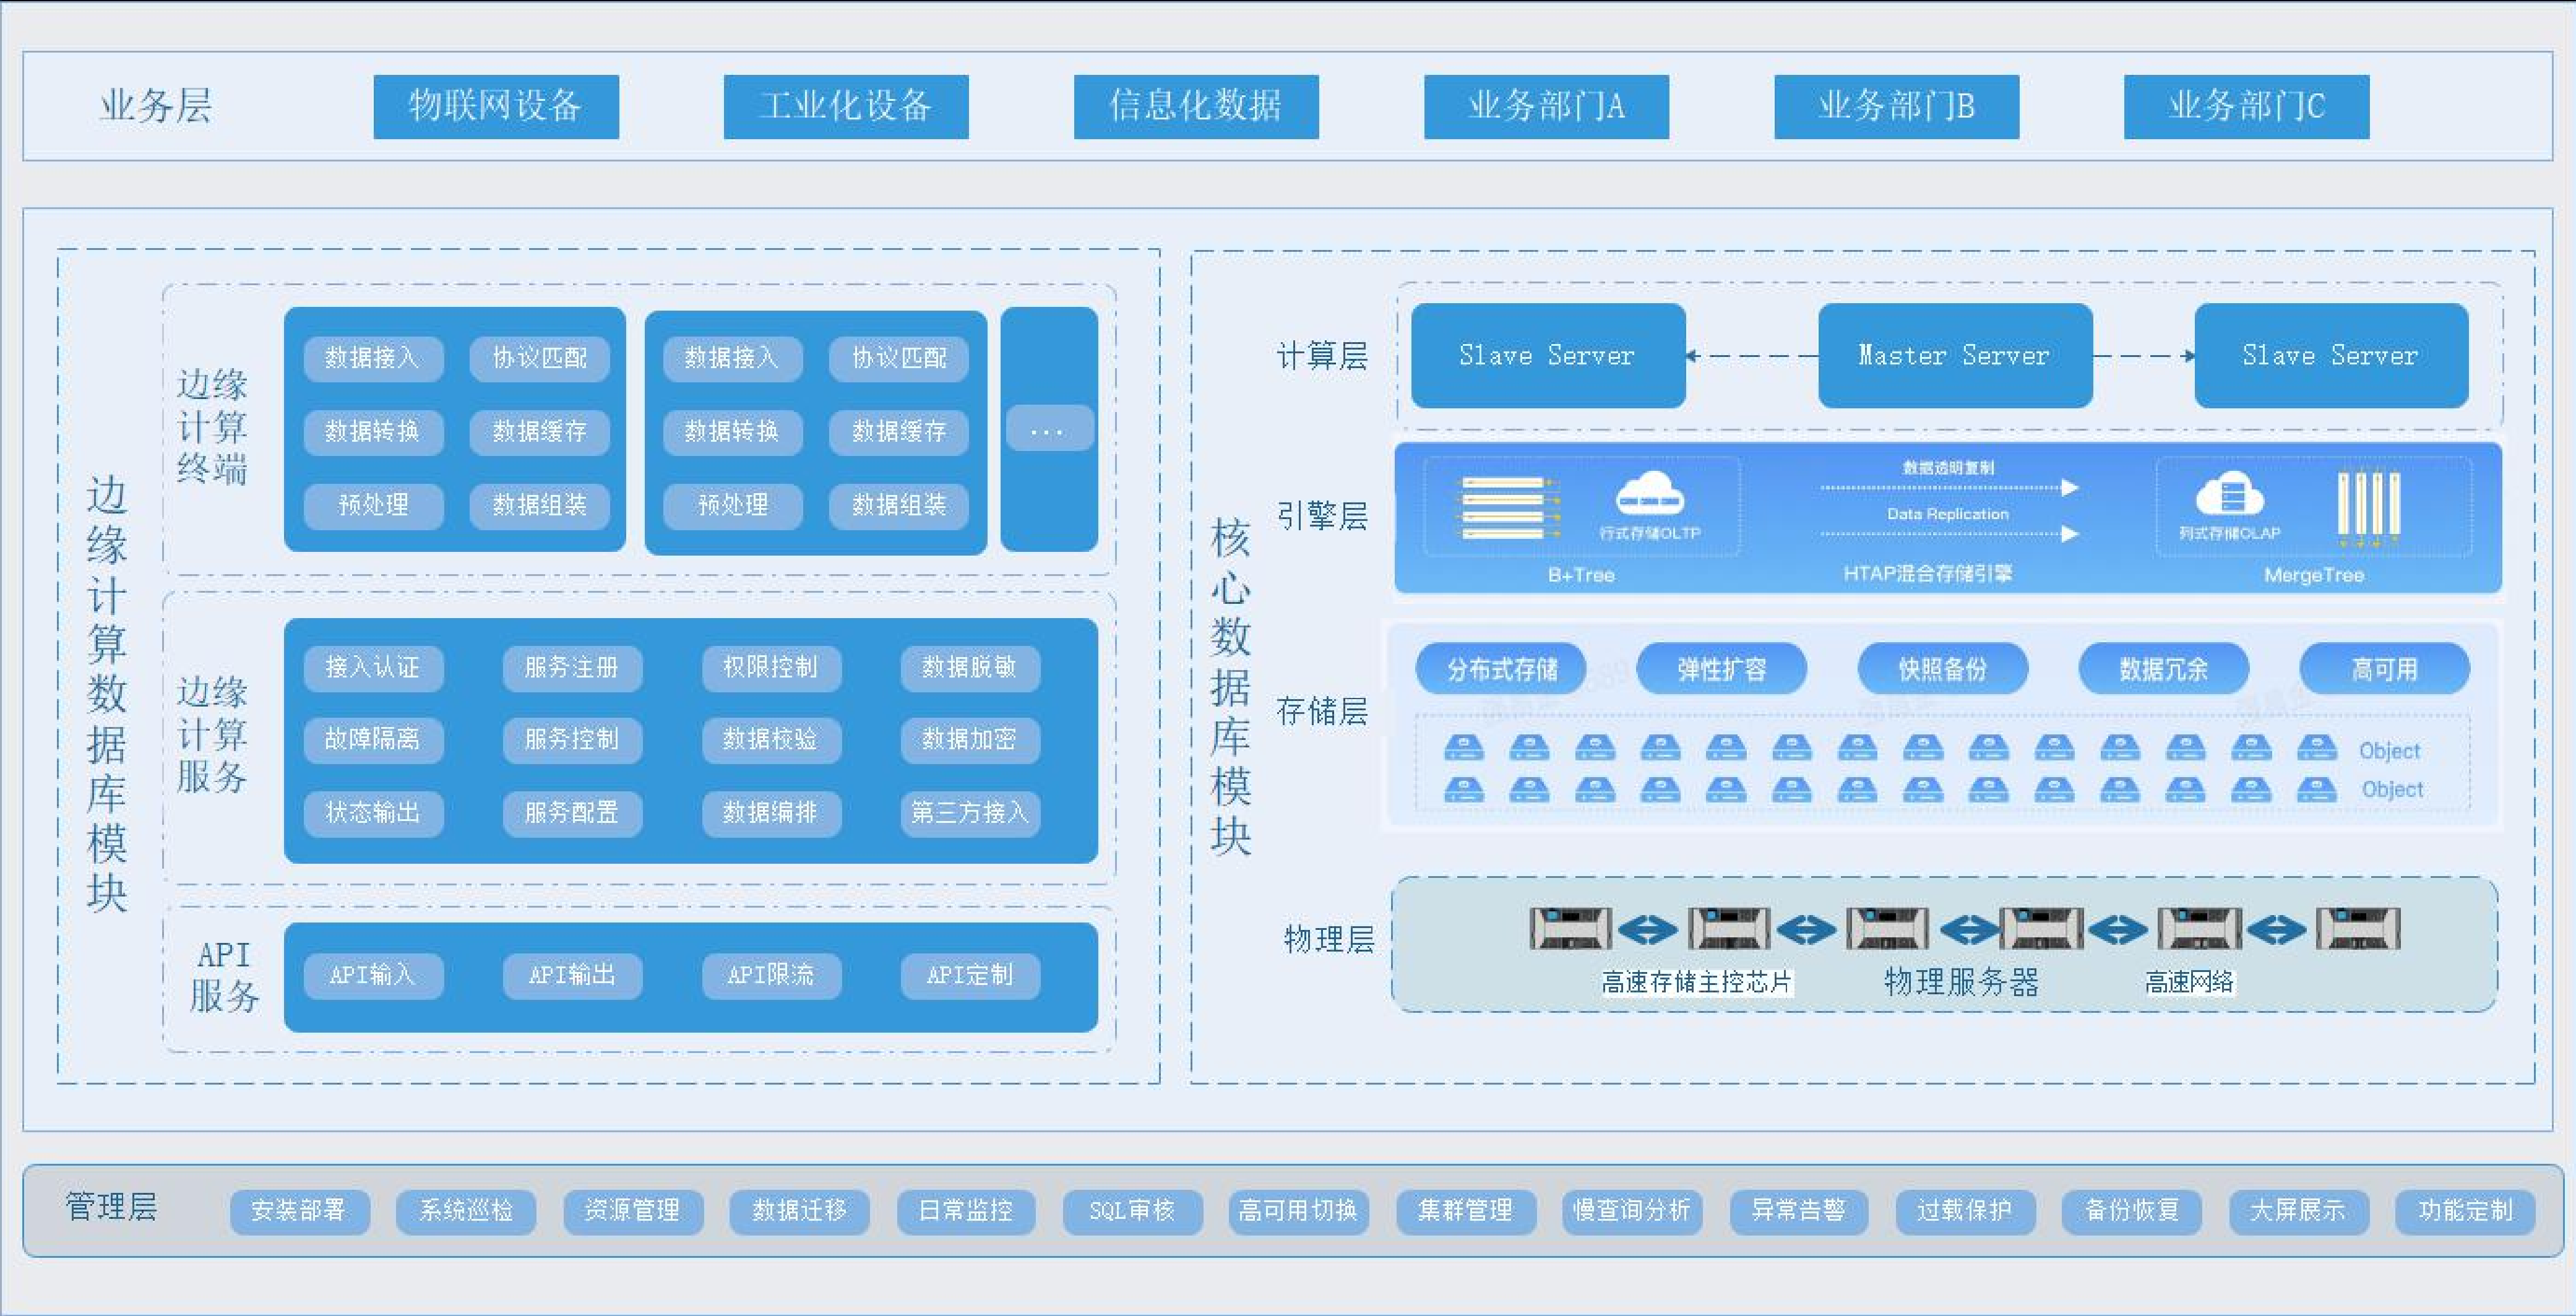 业务层
物联网设备
工业化设备
信息化数据
业务部门A
业务部门B
业务部门C
边缘计算数据库模块
边缘
计算
终端
数据接入
协议匹配
数据转换
数据缓存
预处理
数据组装
数据接入
协议匹配
数据转换
数据缓存
预处理
数据组装
...
边缘
计算
服务
接入认证
服务注册
权限控制
数据脱敏
故障隔离
服务控制
数据校验
数据加密
状态输出
服务配置
数据编排
第三方接入
API
服务
API输入
API输出
API限流
API定制
核心数据库模块
计算层
Slave Server
Master Server
Slave Server
引擎层
行式存储OLTP
B+Tree
数据透明复制
Data Replication
HTAP混合存储引擎
列式存储OLAP
MergeTree
存储层
分布式存储
弹性扩容
快照备份
数据冗余
高可用
Object
Object
物理层
高速存储主控芯片
物理服务器
高速网络
管理层
安装部署
系统巡检
资源管理
数据迁移
日常监控
SQL审核
高可用切换
集群管理
慢查询分析
异常告警
过载保护
备份恢复
大屏展示
功能定制